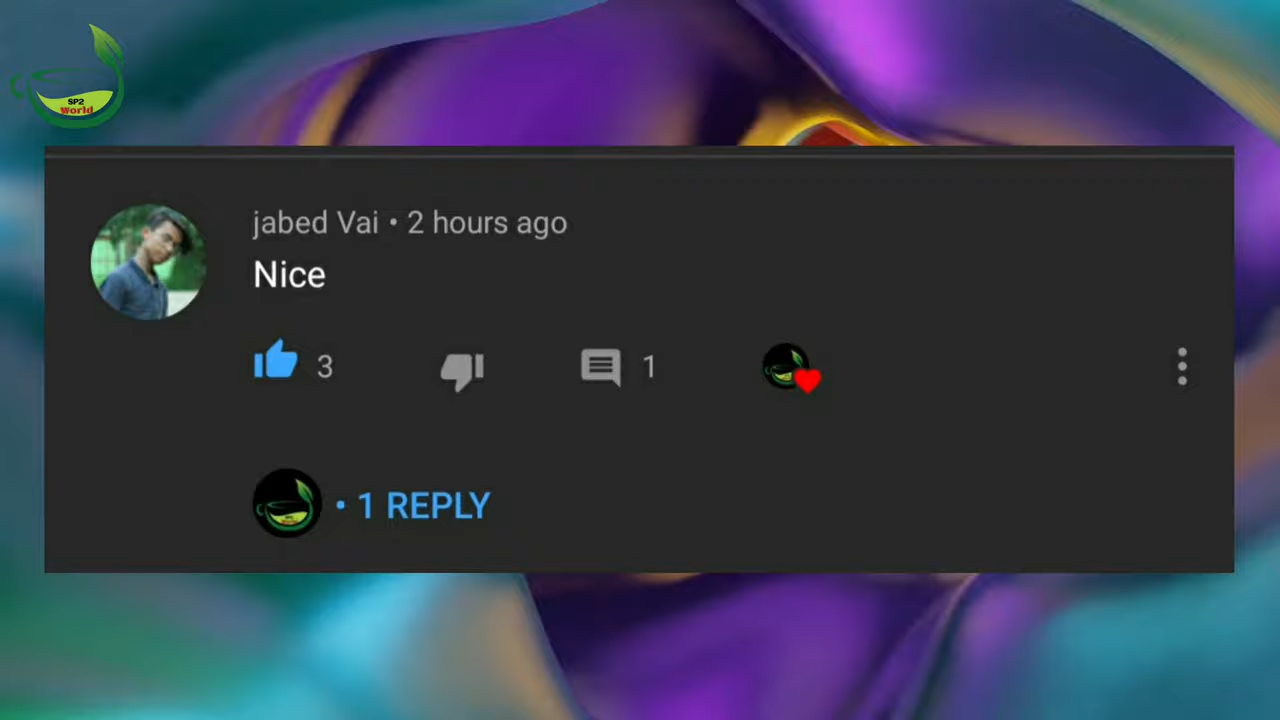 SP2
World
jabed Vai • 2 hours ago
Nice
3
1
• 1 REPLY